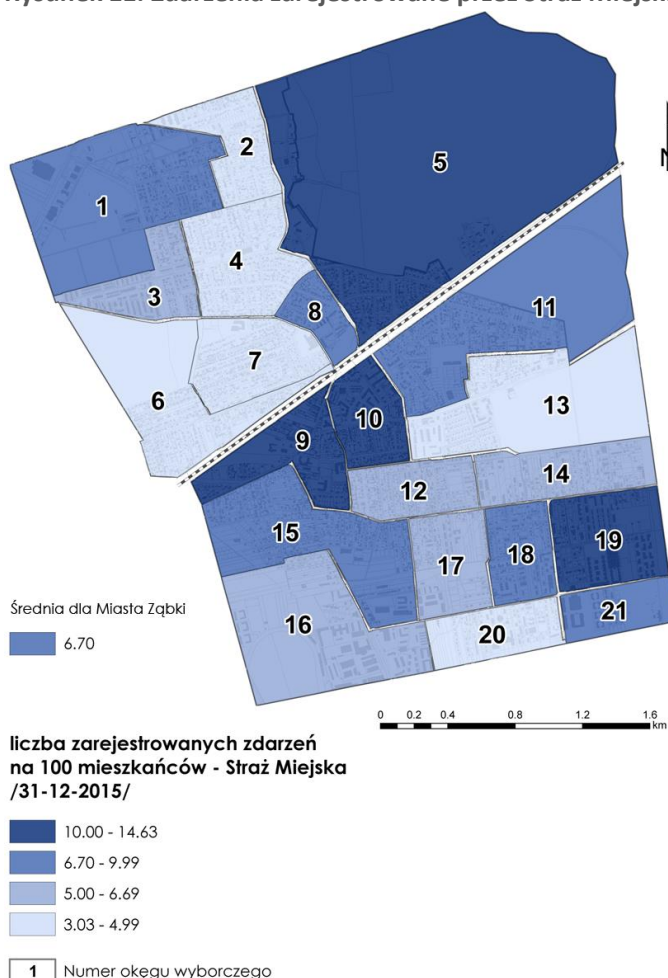 2
5
1
4
3
8
11
7
6
13
10
9
14
12
19
15
18
17
21
16
20
Średnia dla Miasta Ząbki
6.70
0 0.2 0.4 0.8 1.2 1.6
km
liczba zarejestrowanych zdarzeń
na 100 mieszkańców - Straż Miejska
/31-12-2015/
10.00 - 14.63
6.70 - 9.99
5.00 - 6.69
3.03 - 4.99
1 Numer okęgu wyborczego